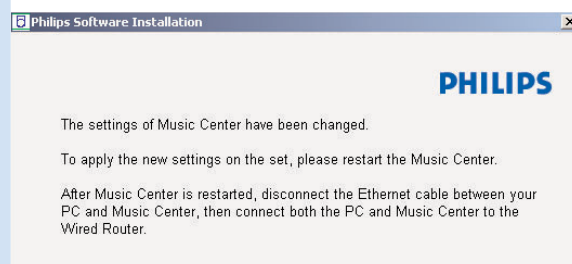 Philips Software Installation
PHILIPS
The settings of Music Center have been changed.
To apply the new settings on the set, please restart the Music Center.
After Music Center is restarted, disconnect the Ethernet cable between your
PC and Music Center, then connect both the PC and Music Center to the
Wired Router.